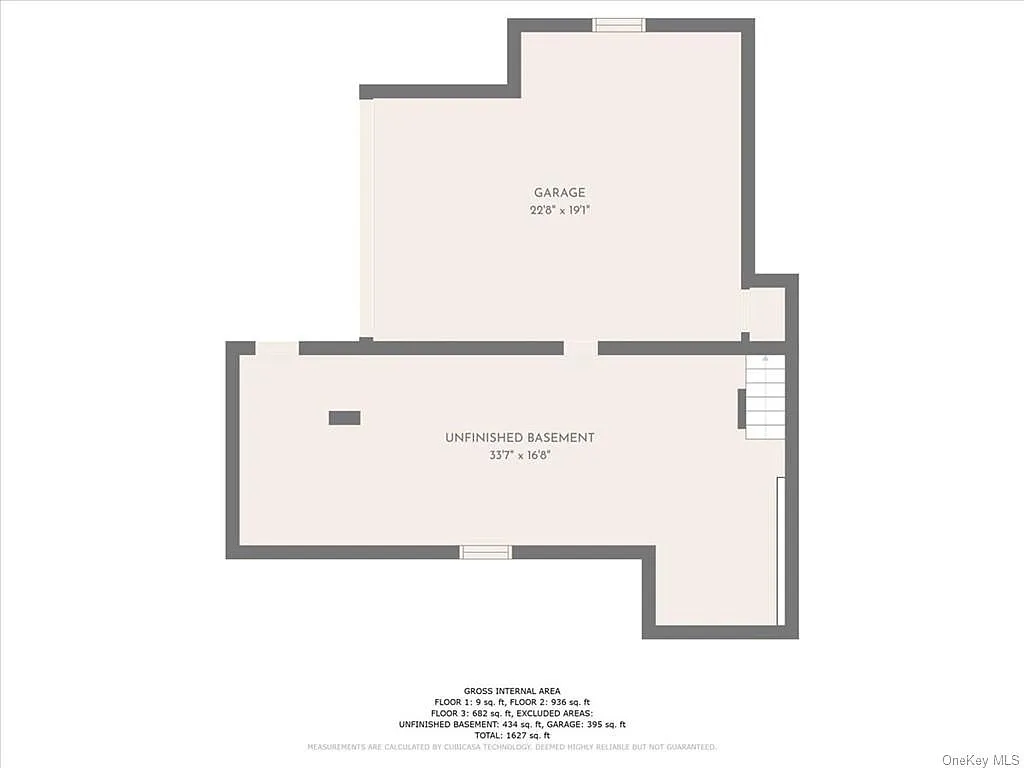 GARAGE
22'8" x 19'1"
UNFINISHED BASEMENT
33'7" x 16'8"
GROSS INTERNAL AREA
FLOOR 1: 9 sq. ft, FLOOR 2: 936 sq. ft
FLOOR 3: 682 sq. ft, EXCLUDED AREAS:
UNFINISHED BASEMENT: 434 sq. ft, GARAGE: 395 sq. ft
TOTAL: 1627 sq. ft
MEASUREMENTS ARE CALCULATED BY CUBICASA TECHNOLOGY. DEEMED HIGHLY RELIABLE BUT NOT GUARANTEED.
OneKey MLS